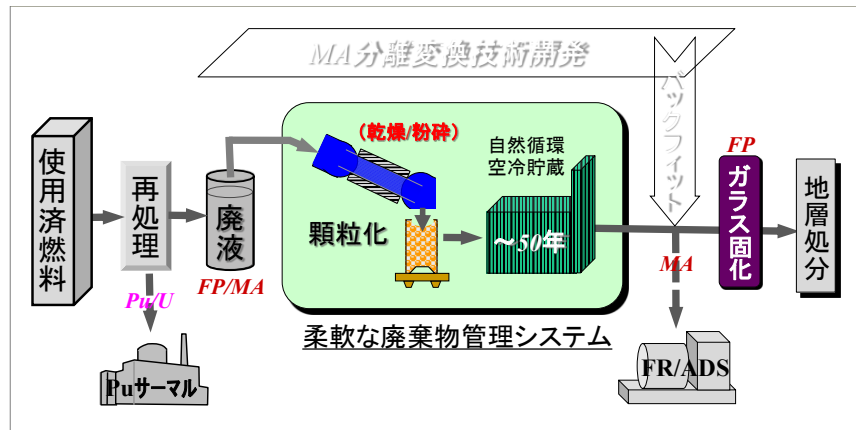 MA分離変換技術開発
バックフィット
使用済燃料
再処理
廃液
FP/MA
Pu/U
Puサーマル
(乾燥/粉砕)
顆粒化
自然循環
空冷貯蔵
～50年
柔軟な廃棄物管理システム
MA
FR/ADS
FP
ガラス固化
地層処分